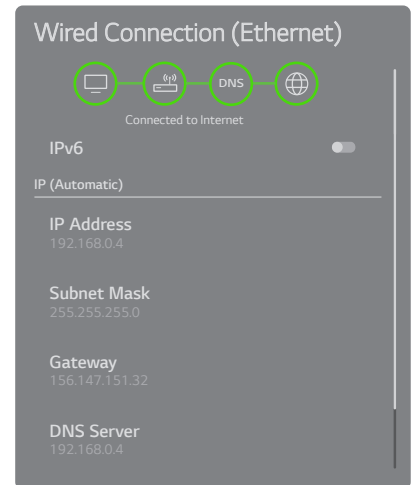 Wired Connection (Ethernet)
DNS
Connected to Internet
IPv6
IP (Automatic)
IP Address
192.168.0.4
Subnet Mask
255.255.255.0
Gateway
156.147.151.32
DNS Server
192.168.0.4